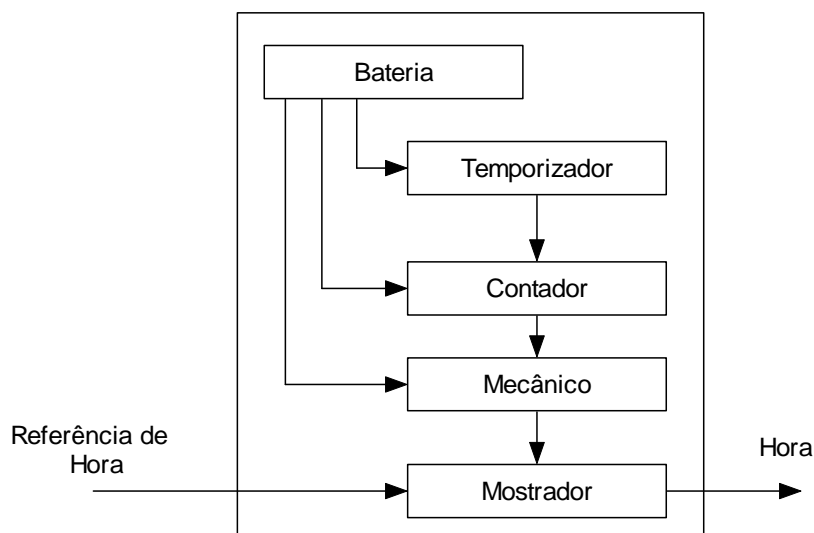 Bateria
Temporizador
Contador
Mecânico
Referência de
Hora
Hora
Mostrador